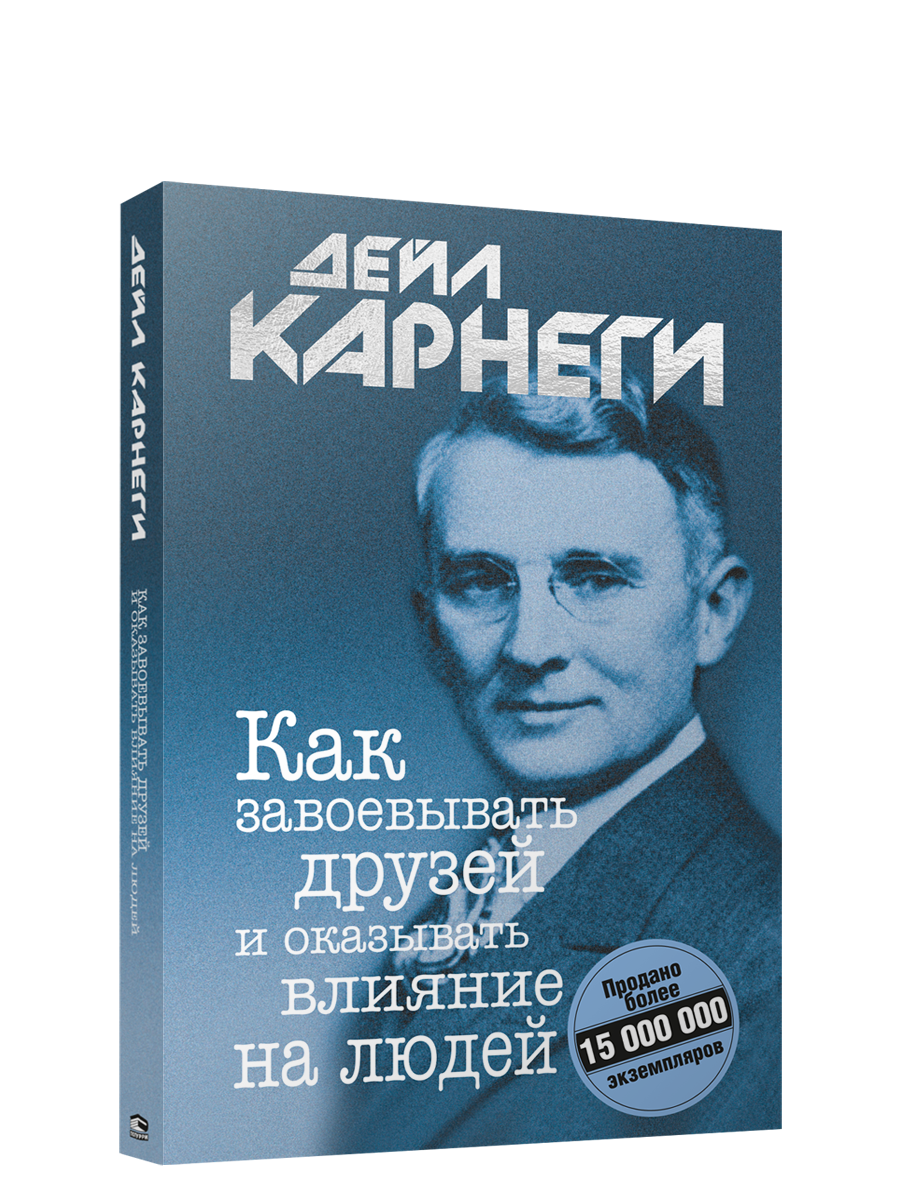 ДЕЙЛ
КАРНЕГИ
Как
завоевывать
друзей
и оказывать
влияние
на людей
Продано
более
15 000 000
экземпляров
ДЕЙЛ КАРНЕГИ
КАК ЗАВОЕВЫВАТЬ ДРУЗЕЙ
И ОКАЗЫВАТЬ ВЛИЯНИЕ НА ЛЮДЕЙ
ПОПУРРИ